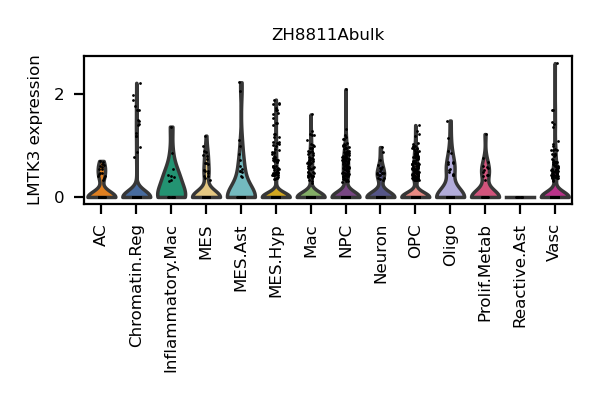 ZH8811Abulk
LMTK3 expression
2
0
AC
Chromatin.Reg
Inflammatory.Mac
MES
MES.Ast
MES.Hyp
Mac
NPC
Neuron
OPC
Oligo
Prolif.Metab
Reactive.Ast
Vasc